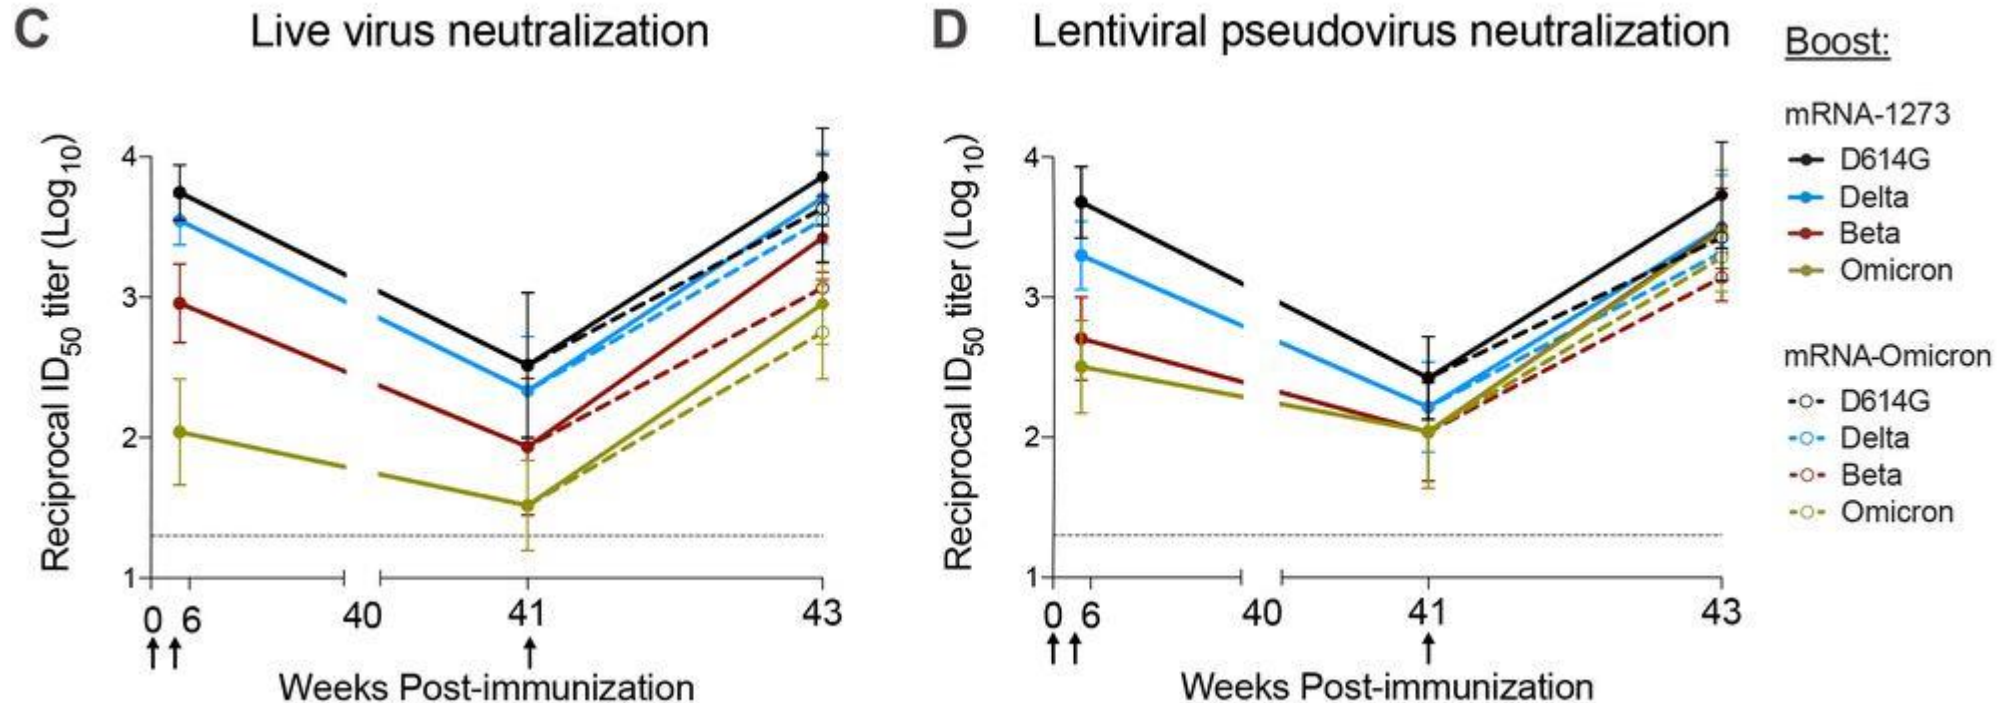 C
Live virus neutralization
Reciprocal ID50 titer (Log10)
4
3
2
1
0 6 40 41 43
Weeks Post-immunization
D
Lentiviral pseudovirus neutralization
Reciprocal ID50 titer (Log10)
4
3
2
1
0 6 40 41 43
Weeks Post-immunization
Boost:
mRNA-1273
D614G
Delta
Beta
Omicron
mRNA-Omicron
D614G
Delta
Beta
Omicron